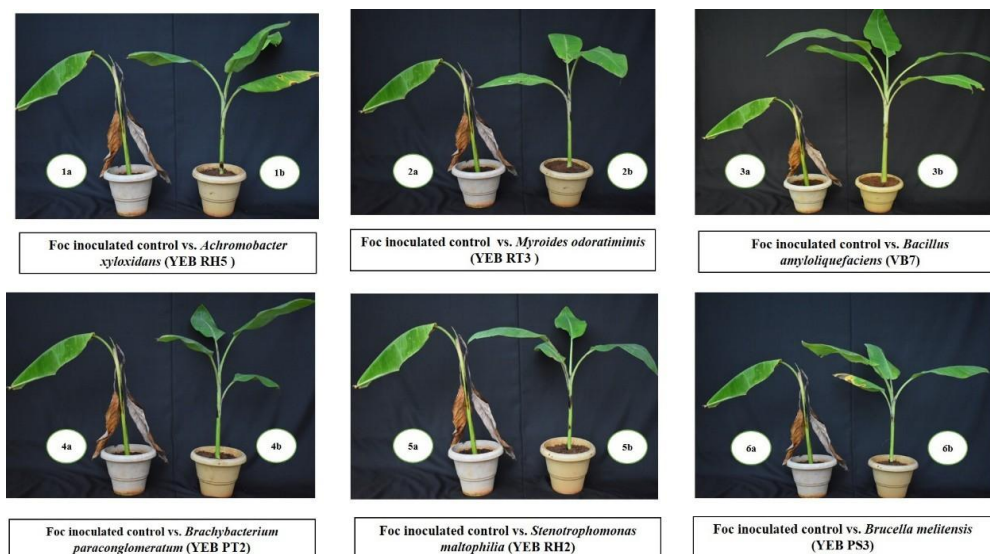 1a
1b
2a
2b
3a
3b
Foc inoculated control vs. Achromobacter
xyloxidans (YEB RH5 )
Foc inoculated control vs. Myroides odoratimimis
(YEB RT3 )
Foc inoculated control vs. Bacillus
amyloliquefaciens (VB7)
4a
4b
5a
5b
6a
6b
Foc inoculated control vs. Brachybacterium
paraconglomeratum (YEB PT2)
Foc inoculated control vs. Stenotrophomonas
maltophilia (YEB RH2)
Foc inoculated control vs. Brucella melitensis
(YEB PS3)